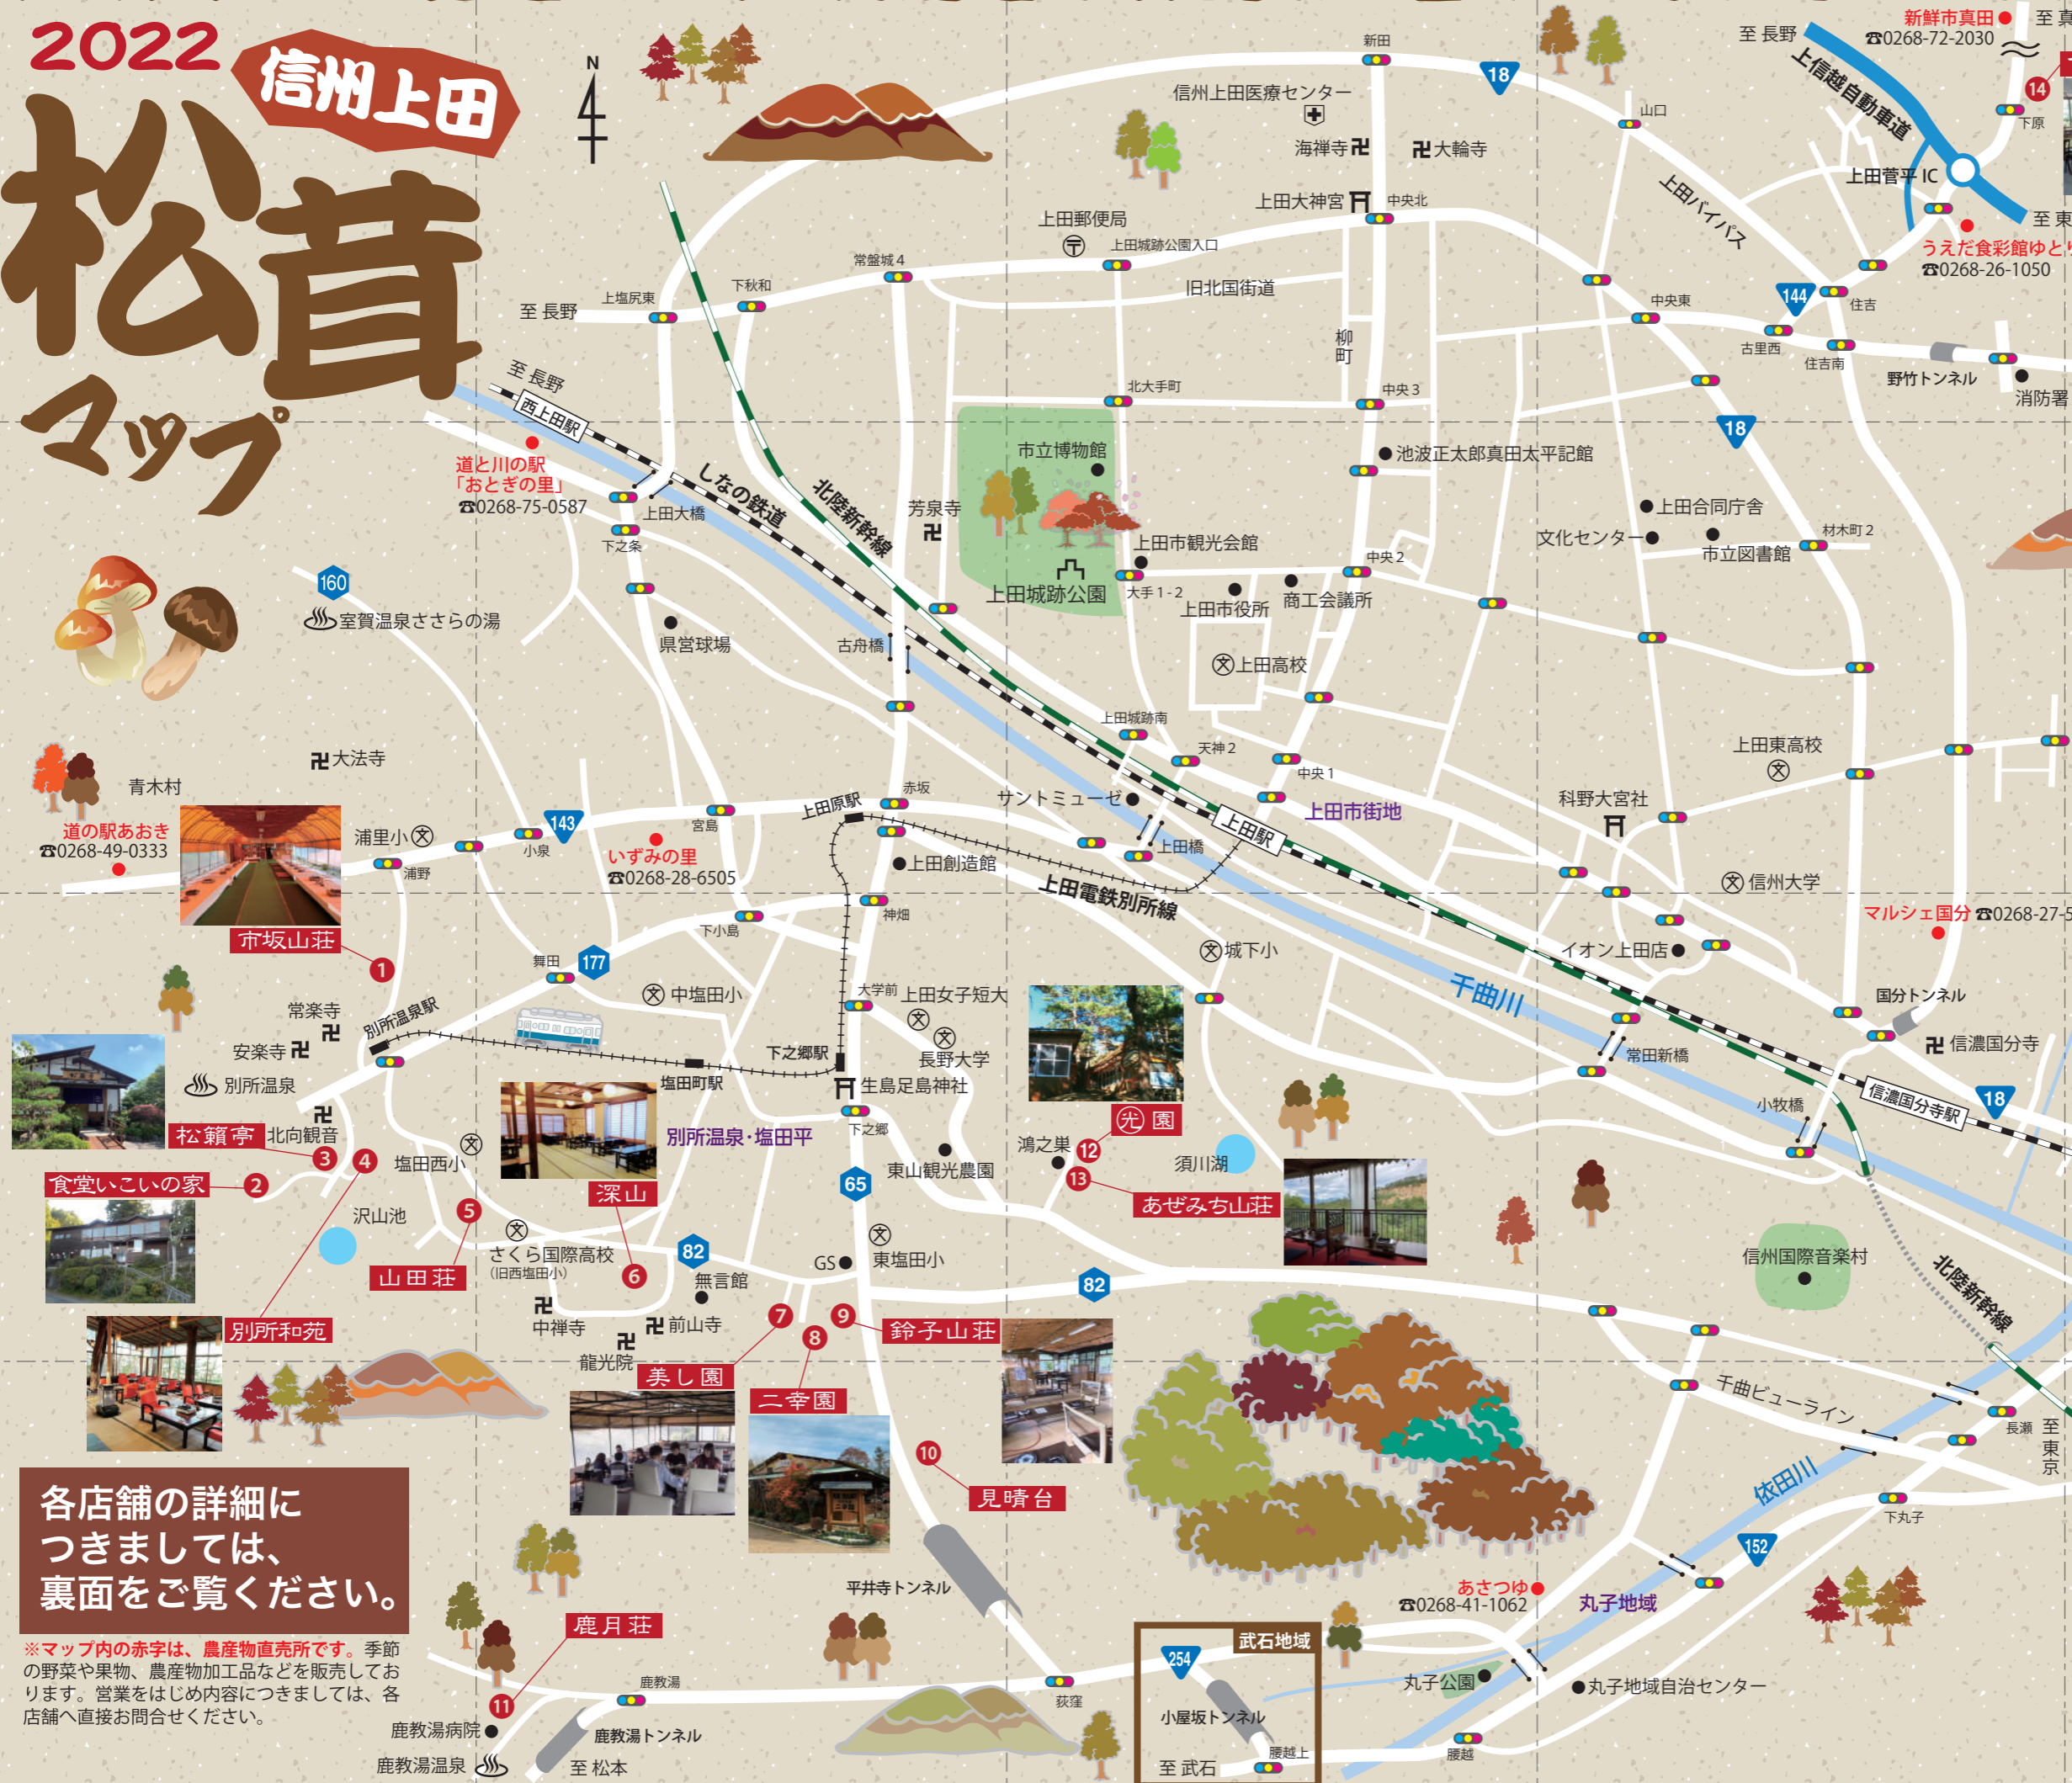 2022
信州上田
松茸
マップ
N
新田
18
信州上田医療センター
海禅寺
大輪寺
上田大神宮
中央北
上田郵便局
上田城跡公園入口
常盤城4
下秋和
上塩尻東
至 長野
旧北国街道
柳町
山口
上田バイパス
至 長野
上信越自動車道
新鮮市真田
☎0268-72-2030
14
下原
上田菅平 IC
うえだ食彩館ゆとり
☎0268-26-1050
中央東
144
住吉
古里西
住吉南
野竹トンネル
消防署
18
至 長野
西上田駅
道と川の駅
「おとぎの里」
☎0268-75-0587
上田大橋
下之条
しなの鉄道
北陸新幹線
北大手町
中央3
市立博物館
池波正太郎真田太平記館
芳泉寺
上田市観光会館
上田城跡公園
大手1-2
中央2
上田市役所
商工会議所
上田高校
上田合同庁舎
文化センター
市立図書館
材木町2
160
室賀温泉ささらの湯
県営球場
古舟橋
大法寺
青木村
道の駅あおき
☎0268-49-0333
浦里小
浦野
小泉
143
宮島
いずみの里
☎0268-28-6505
上田原駅
赤坂
上田創造館
サントミューゼ
上田城跡南
天神2
中央1
上田駅
上田市街地
上田橋
上田電鉄別所線
上田東高校
科野大宮社
信州大学
マルシェ国分
イオン上田店
国分トンネル
信濃国分寺
市坂山荘
1
神畑
下小島
舞田
177
中塩田小
大学前
上田女子短大
長野大学
常楽寺
安楽寺
別所温泉駅
別所温泉
塩田町駅
下之郷駅
生島足島神社
下之郷
松籟亭
北向観音
3
4
食堂いこいの家
2
塩田西小
別所温泉・塩田平
東山観光農園
65
深山
沢山池
5
山田荘
さくら国際高校
(旧西塩田小)
6
82
無言館
GS
東塩田小
中禅寺
前山寺
龍光院
城下小
千曲川
常田新橋
小牧橋
信濃国分寺駅
18
光園
鴻之巣
12
13
須川湖
あぜみち山荘
82
信州国際音楽村
北陸新幹線
別所和苑
7
8
9
鈴子山荘
美し園
二幸園
10
見晴台
千曲ビューライン
長瀬
至 東京
依田川
下丸子
152
各店舗の詳細に
つきましては、
裏面をご覧ください。
※マップ内の赤字は、農産物直売所です。季節
の野菜や果物、農産物加工品などを販売してお
ります。営業をはじめ内容につきましては、各
店舗へ直接お問合せください。
鹿月荘
11
鹿教湯
鹿教湯病院
鹿教湯トンネル
鹿教湯温泉
至 松本
平井寺トンネル
荻窪
武石地域
254
小屋坂トンネル
腰越上
至 武石
あさつゆ
☎0268-41-1062
丸子地域
丸子公園
丸子地域自治センター
腰越